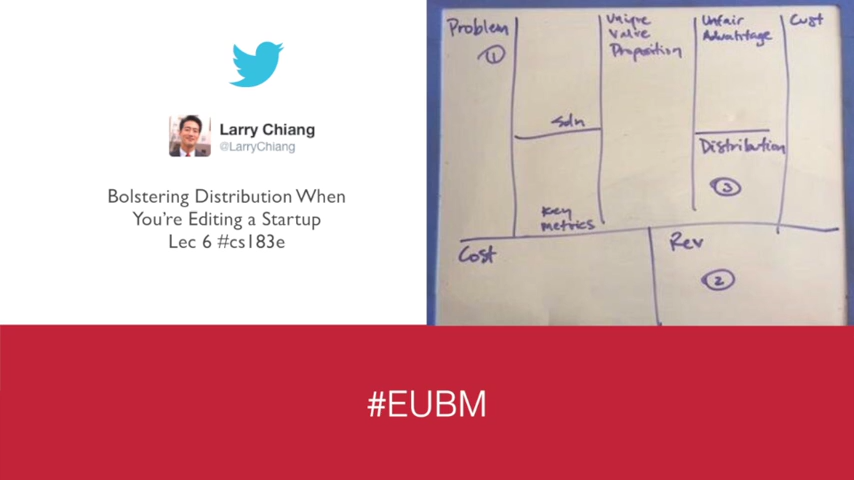 Larry Chiang
@LarryChiang
Bolstering Distribution When
You're Editing a Startup
Lec 6 #cs183e
Problem
1
Soln
Key
Metrics
Unique
Value
Proposition
Unfair
Advatitage
Distribution
3
Cust
Cost
Rev
2
#EUBM